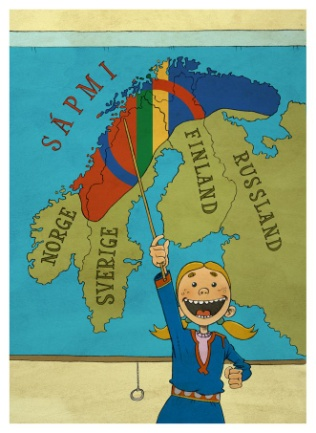 SÁPMI
NORGE
SVERIGE
FINLAND
RUSSLAND